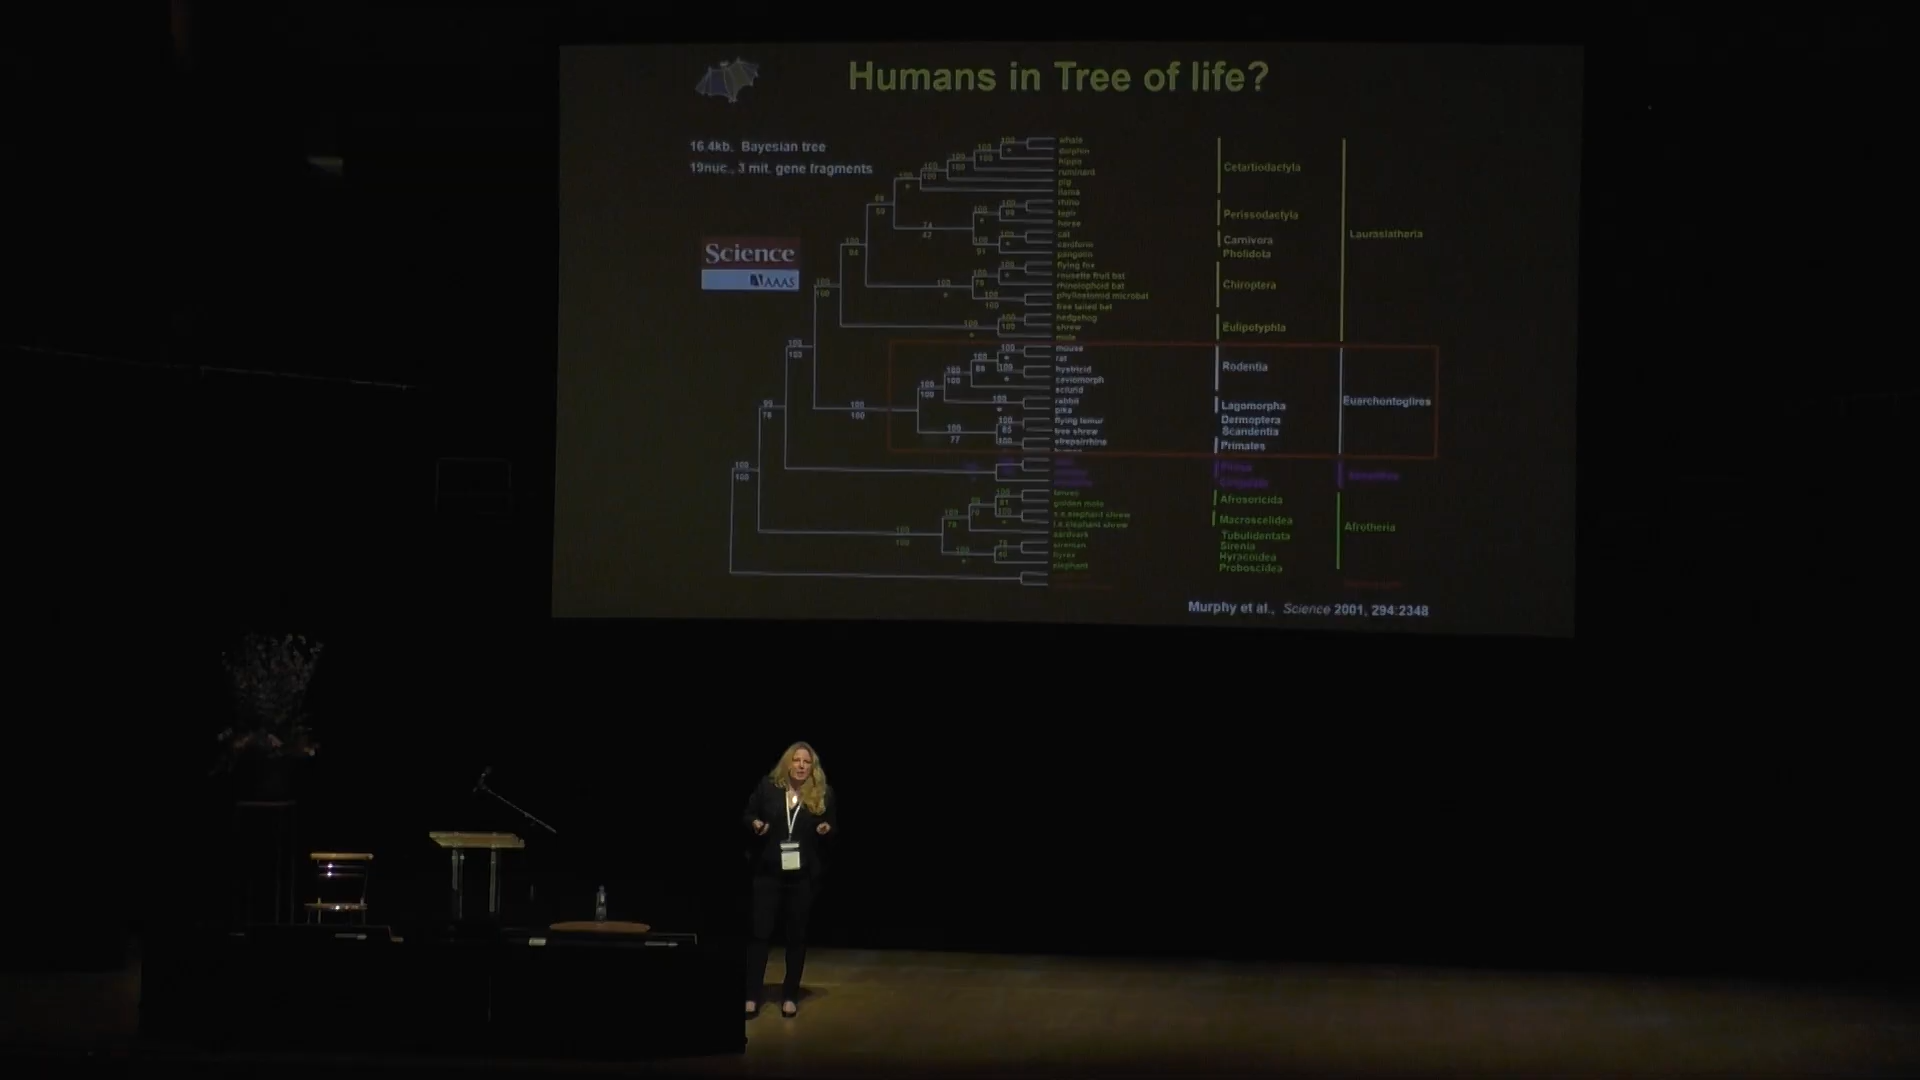 Humans in Tree of life?
16.4kb, Bayesian tree
19nuc., 3 mit. gene fragments
Science
AAAS
whale
dolphin
hippo
ruminant
pig
llama
rhino
tapir
horse
cat
caniform
pangolin
flying fox
rousette fruit bat
rhinolophoid bat
phyllostomid microbat
free tailed bat
hedgehog
shrew
mole
mouse
rat
hystricid
caviomorph
sciurid
rabbit
pika
flying lemur
tree shrew
strepsirrhine
human
tenrec
golden mole
s.e.elephant shrew
l.e.elephant shrew
aardvark
sirenian
hyrax
elephant
Cetartiodactyla
Perissodactyla
Carnivora
Pholidota
Chiroptera
Eulipotyphla
Rodentia
Lagomorpha
Dermoptera
Scandentia
Primates
Afrosoricida
Macroscelidea
Tubulidentata
Sirenia
Hyracoidea
Proboscidea
Laurasiatheria
Euarchontoglires
Afrotheria
Murphy et al., Science 2001, 294:2348